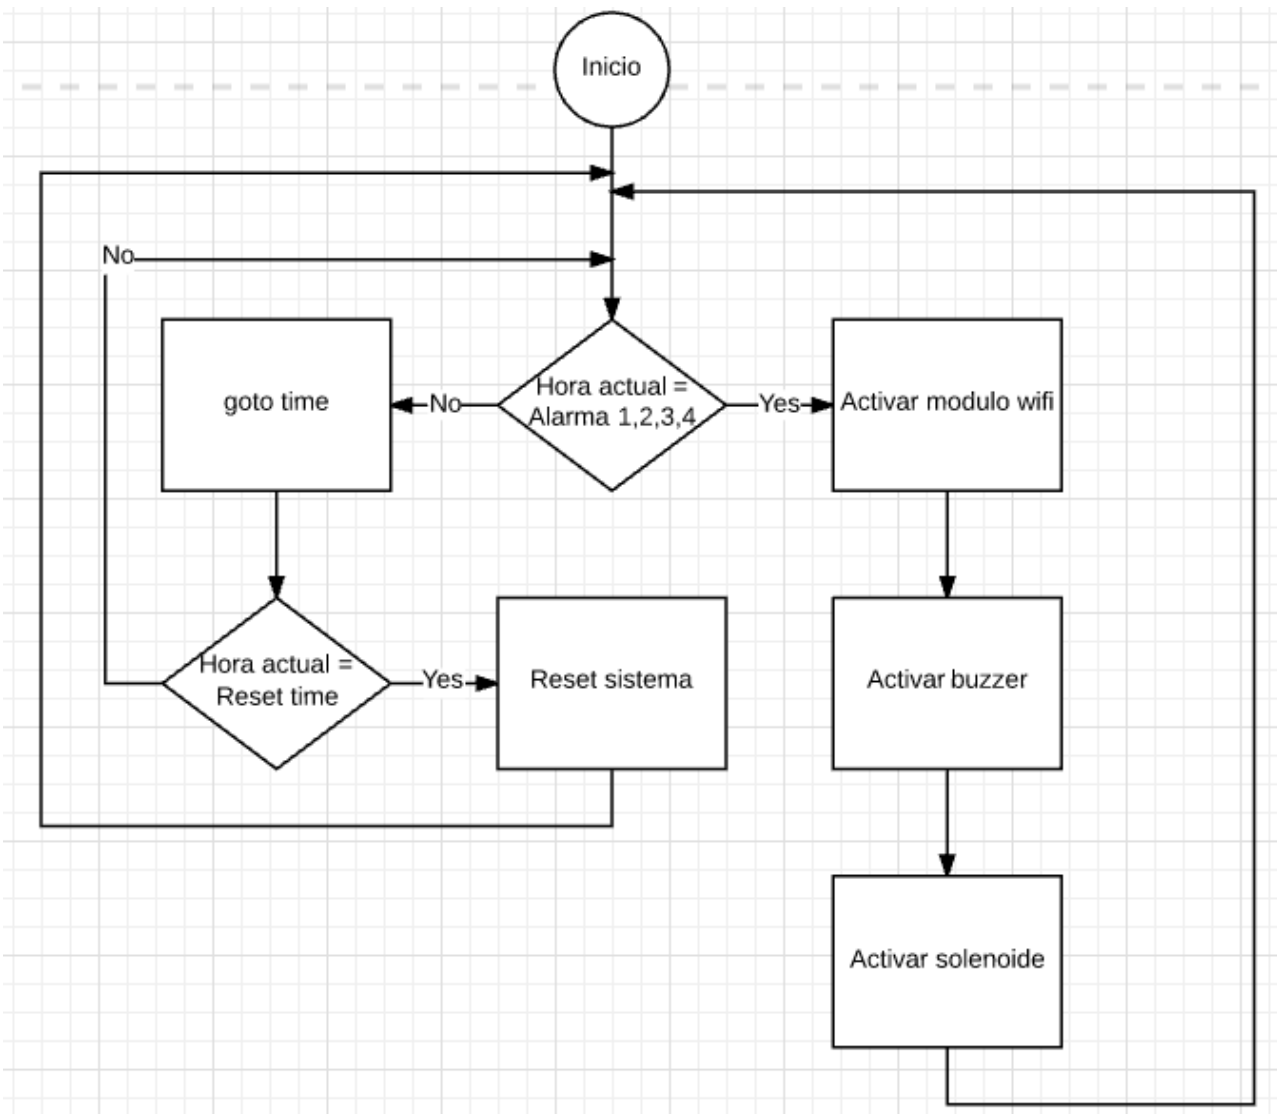 Inicio
No
goto time
No
Hora actual =
Alarma 1,2,3,4
Yes
Activar modulo wifi
Hora actual =
Reset time
Yes
Reset sistema
Activar buzzer
Activar solenoide